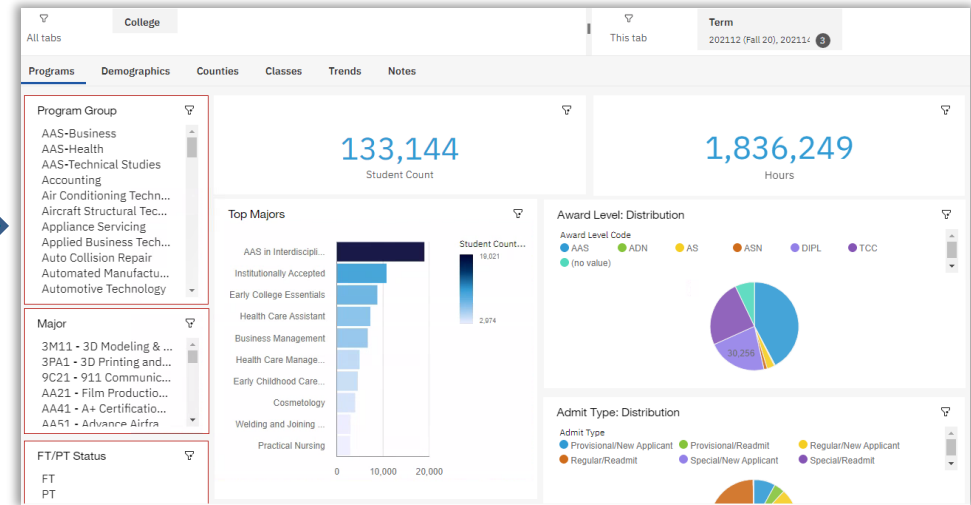 All tabs
College
This tab
Term
202112 (Fall 20), 202114
3
Programs Demographics Counties Classes Trends Notes
Program Group
AAS-Business
AAS-Health
AAS-Technical Studies
Accounting
Air Conditioning Techn...
Aircraft Structural Tec...
Appliance Servicing
Applied Business Tech...
Auto Collision Repair
Automated Manufactu...
Automotive Technology
Major
3M11 - 3D Modeling & ...
3PA1 - 3D Printing and...
9C21 - 911 Communic...
AA21 - Film Productio...
AA41 - A+ Certificatio...
AA51 - Advance Airfra
FT/PT Status
FT
PT
133,144
Student Count
1,836,249
Hours
Top Majors
AAS in Interdiscipli...
Institutionally Accepted
Early College Essentials
Health Care Assistant
Business Management
Health Care Manage...
Early Childhood Care...
Cosmetology
Welding and Joining ...
Practical Nursing
0 10,000 20,000
Student Count...
19,021
2,974
Award Level: Distribution
Award Level Code
AAS ADN AS ASN DIPL TCC
(no value)
30,256
Admit Type: Distribution
Admit Type
Provisional/New Applicant Provisional/Readmit Regular/New Applicant
Regular/Readmit Special/New Applicant Special/Readmit